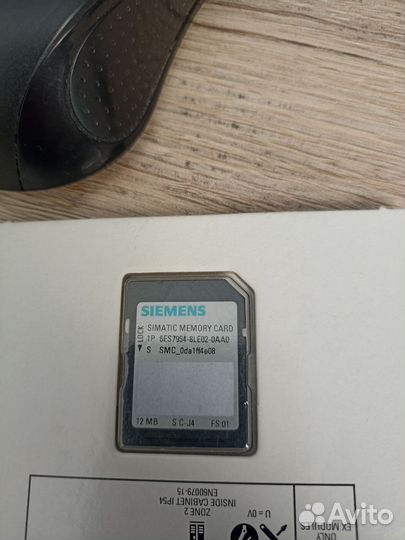 SIEMENS
LOCK
SIMATIC MEMORY CARD
1P 6ES7954-8LE02-0AA0
S SMC_0da1ff4e08
12 MB S C-J4 FS:01
ONLY
EX MODULES
U = 0V
ZONE 2
INSIDE CABINET IP54
EN60079-15
Avito